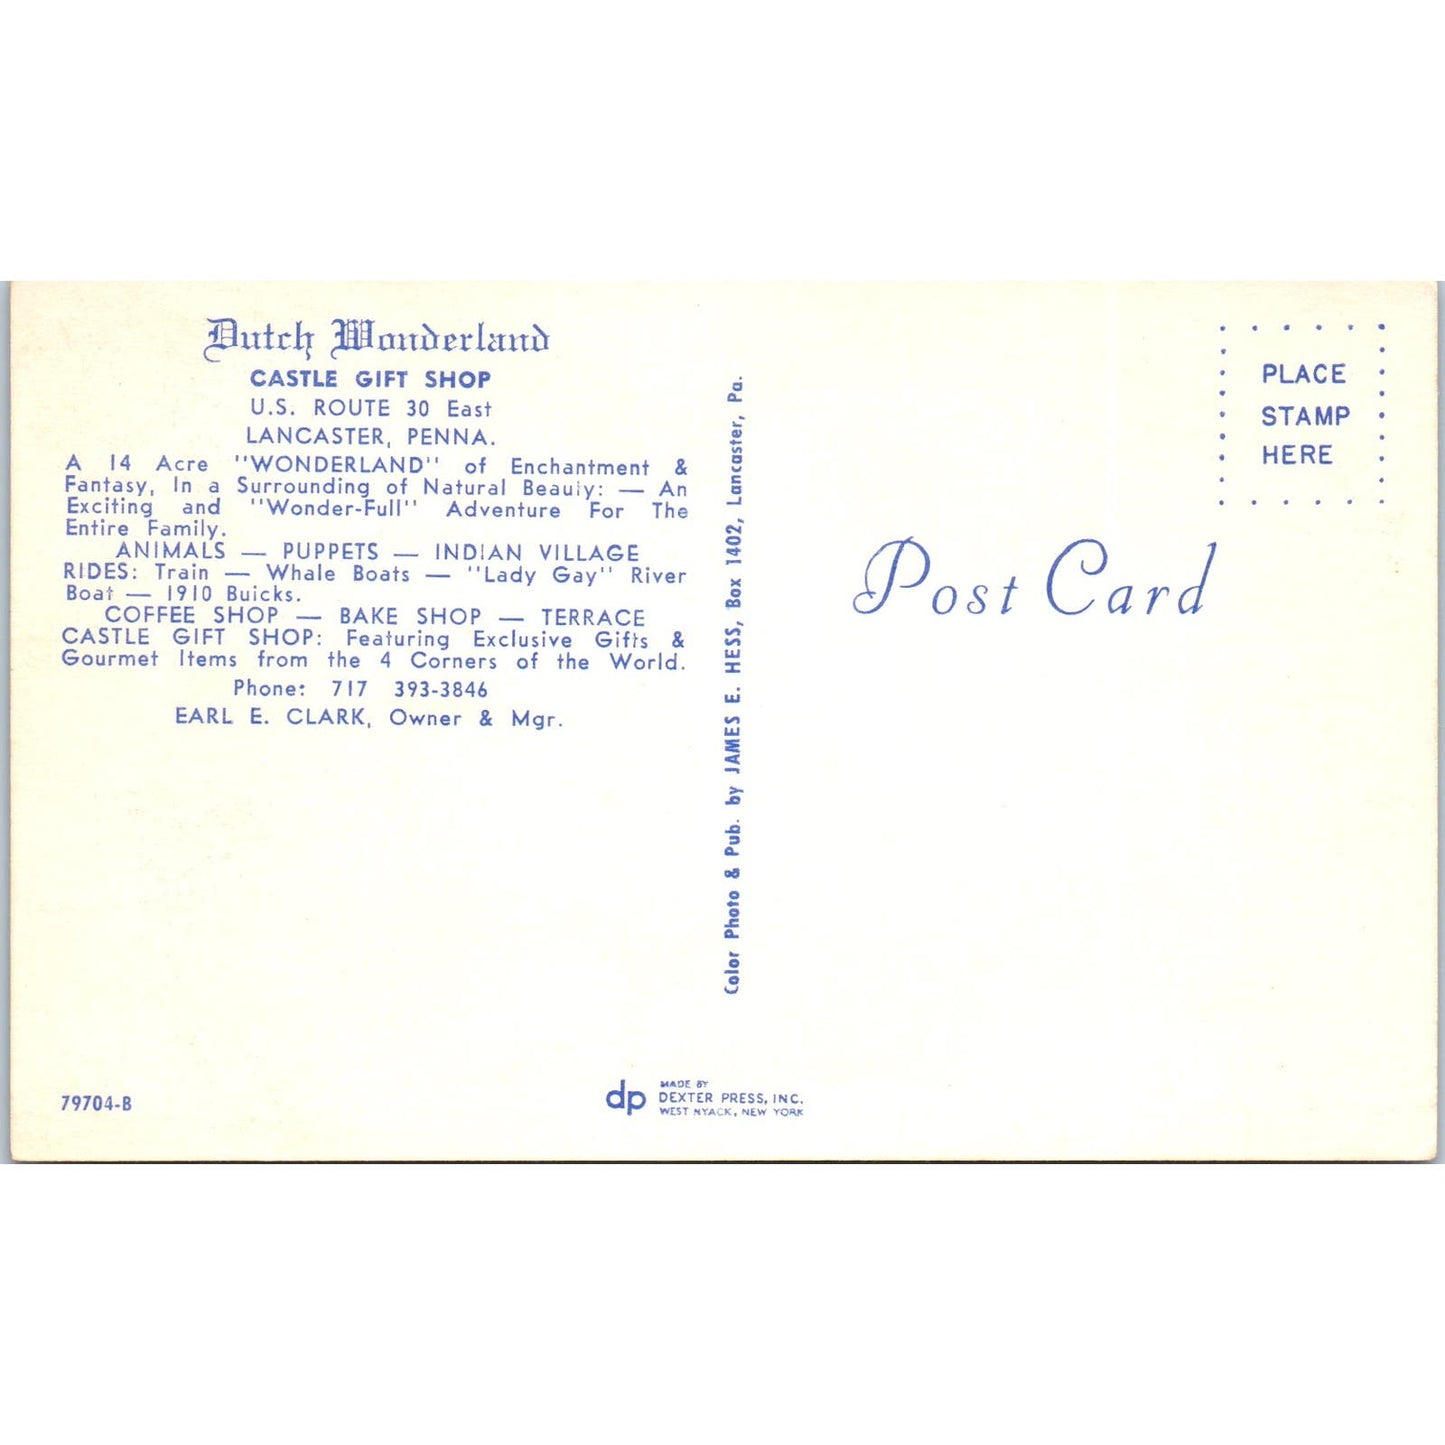 Dutch Wonderland
CASTLE GIFT SHOP
U.S. ROUTE 30 East
LANCASTER, PENNA.
A 14 Acre "WONDERLAND" of Enchantment &
Fantasy, In a Surrounding of Natural Beauty: — An
Exciting and "Wonder-Full" Adventure For The
Entire Family.
ANIMALS — PUPPETS — INDIAN VILLAGE
RIDES: Train — Whale Boats — "Lady Gay" River
Boat — 1910 Buicks.
COFFEE SHOP — BAKE SHOP — TERRACE
CASTLE GIFT SHOP: Featuring Exclusive Gifts &
Gourmet Items from the 4 Corners of the World.
Phone: 717 393-3846
EARL E. CLARK, Owner & Mgr.
79704-B
Color Photo & Pub. by JAMES E. HESS, Box 1402, Lancaster, Pa.
dp
MADE BY
DEXTER PRESS, INC.
WEST NYACK, NEW YORK
PLACE
STAMP
HERE
Post Card